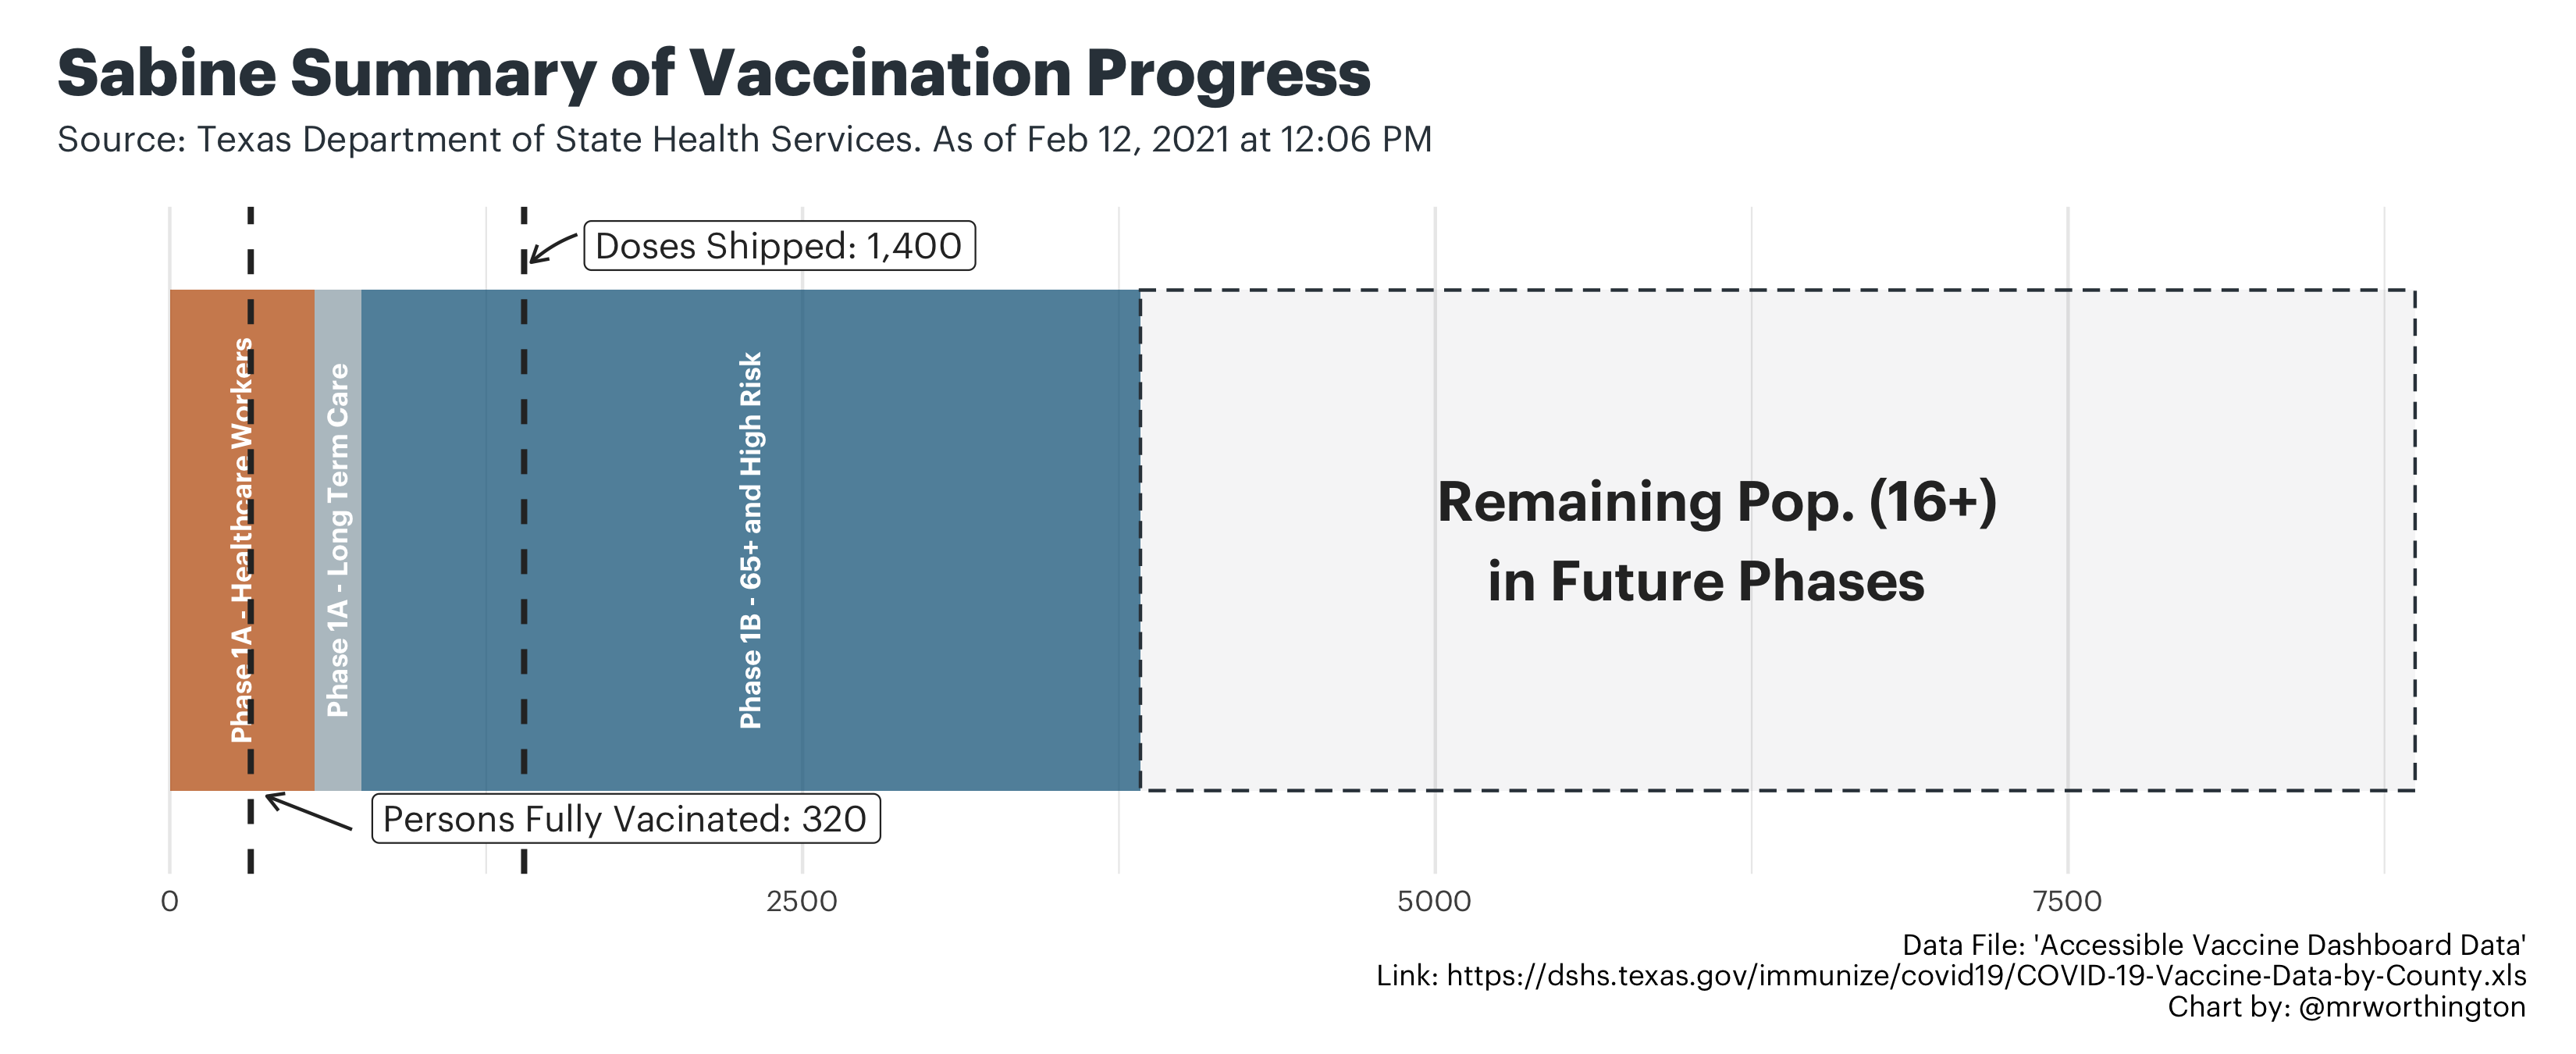 Sabine Summary of Vaccination Progress
Source: Texas Department of State Health Services. As of Feb 12, 2021 at 12:06 PM
Doses Shipped: 1,400
Phase 1A - Healthcare Workers
Phase 1A - Long Term Care
Phase 1B - 65+ and High Risk
Remaining Pop. (16+)
in Future Phases
Persons Fully Vacinated: 320
0
2500
5000
7500
Data File: 'Accessible Vaccine Dashboard Data'
Link: https://dshs.texas.gov/immunize/covid19/COVID-19-Vaccine-Data-by-County.xls
Chart by: @mrworthington